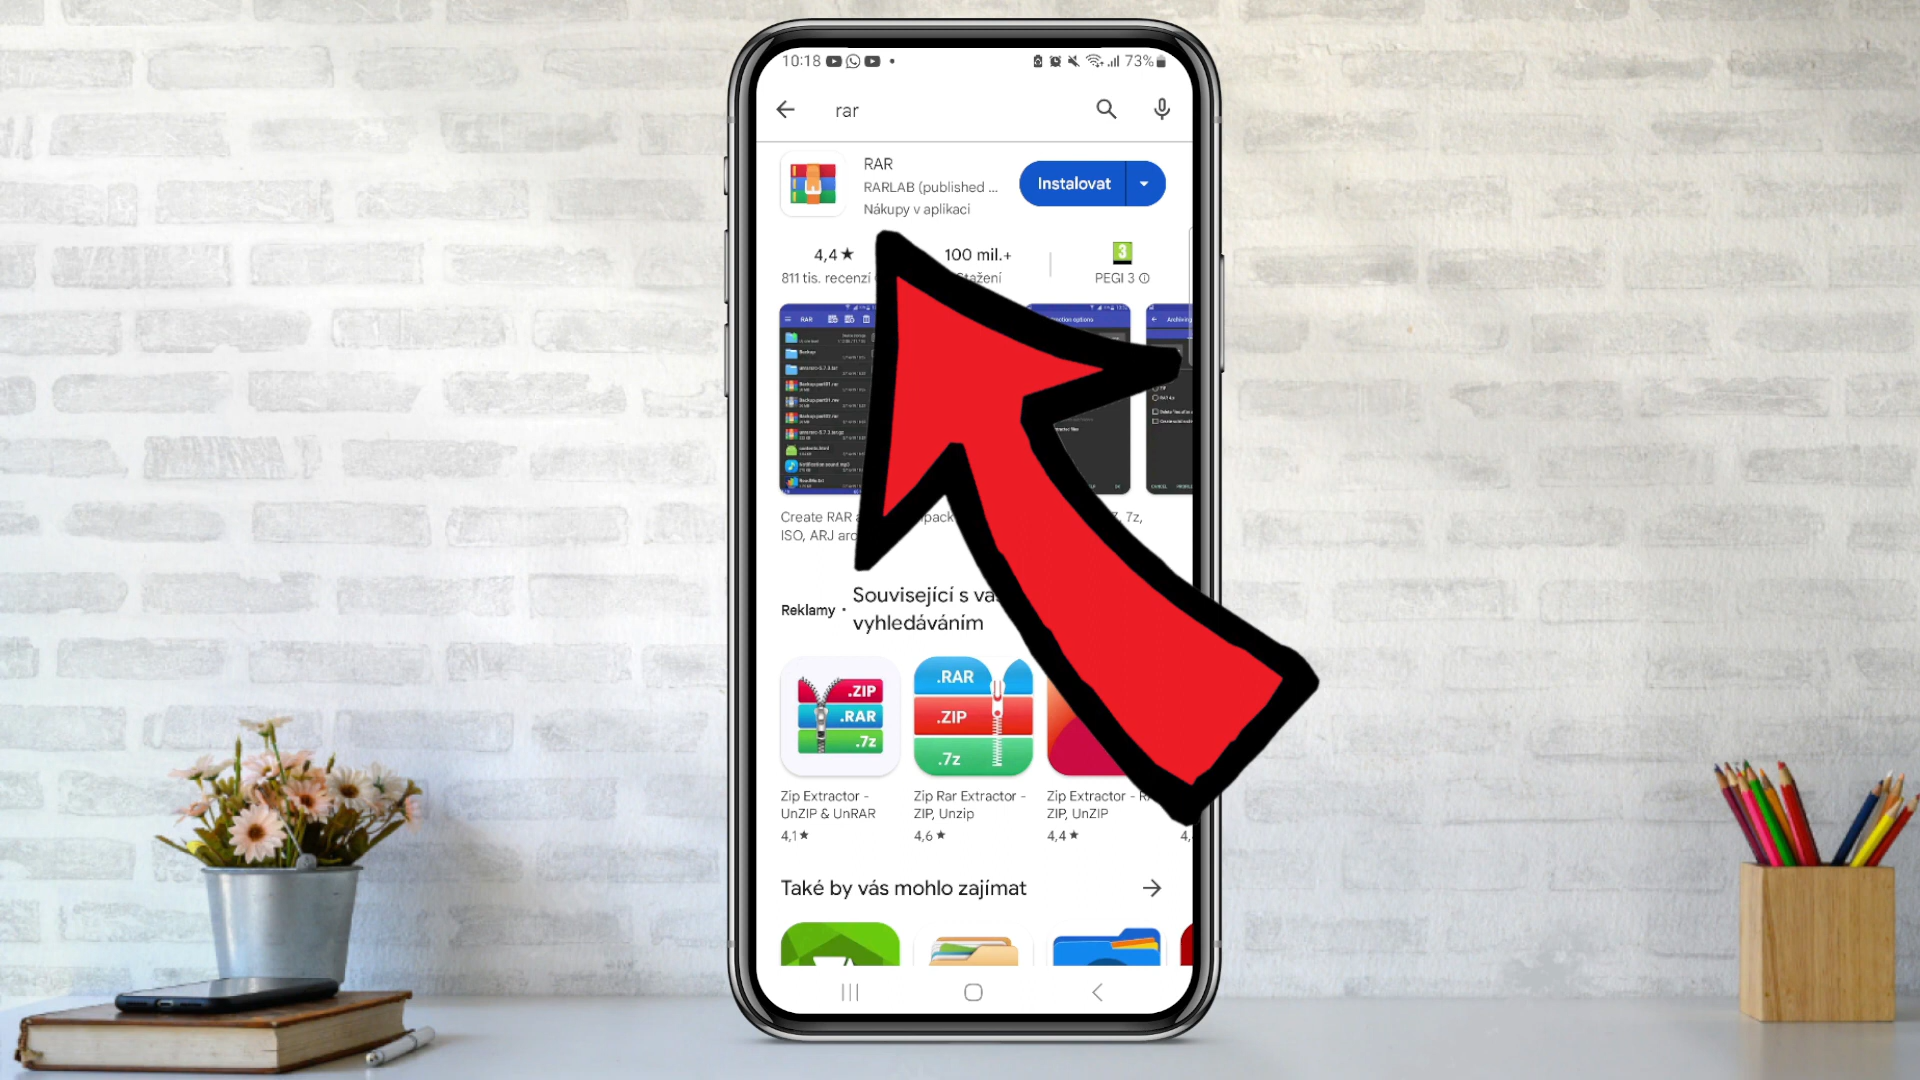 10:18
73%
rar
RAR
RARLAB (published ...
Nákupy v aplikaci
Instalovat
4,4★
811 tis. recenzí
100 mil.+
3
PEGI 3
RAR
Archiving
Create RAR
ISO, ARJ
7z,
Reklamy ·
Související s
vyhledáváním
.ZIP
.RAR
.7z
.RAR
.ZIP
.7z
Zip Extractor -
UnZIP & UnRAR
4,1★
Zip Rar Extractor -
ZIP, Unzip
4,6★
Zip Extractor -
ZIP, UnZIP
4,4★
Také by vás mohlo zajímat